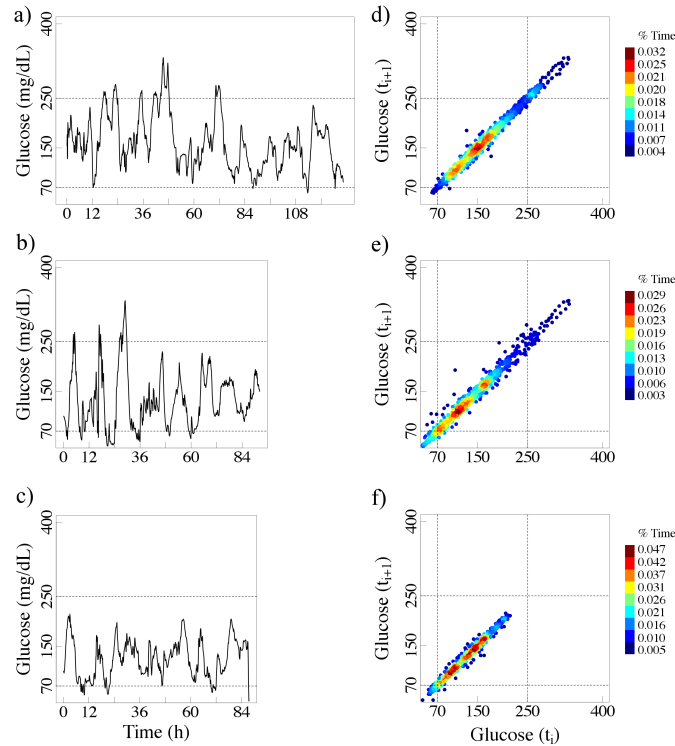 a)
Glucose (mg/dL)
400
250
150
70
0 12 36 60 84 108
d)
Glucose (tᵢ₊₁)
400
250
150
70
70 150 250 400
% Time
0.032
0.025
0.021
0.020
0.018
0.014
0.011
0.007
0.004
b)
Glucose (mg/dL)
400
250
150
70
0 12 36 60 84
e)
Glucose (tᵢ₊₁)
400
250
150
70
70 150 250 400
% Time
0.029
0.026
0.023
0.019
0.016
0.013
0.010
0.006
0.003
c)
Glucose (mg/dL)
400
250
150
70
0 12 36 60 84
Time (h)
f)
Glucose (tᵢ₊₁)
400
250
150
70
70 150 250 400
Glucose (tᵢ)
% Time
0.047
0.042
0.037
0.031
0.026
0.021
0.016
0.010
0.005